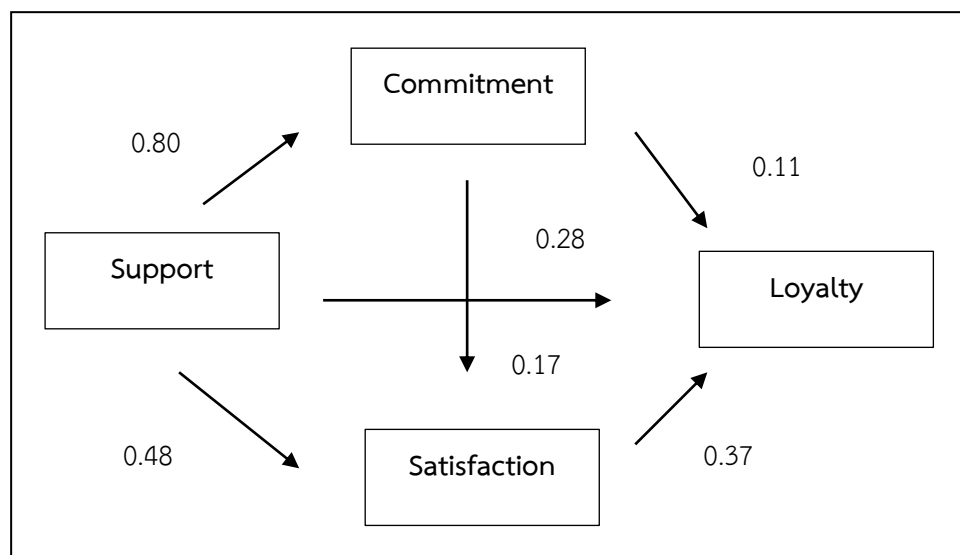 Commitment
0.80
0.11
0.28
Support
Loyalty
0.17
0.48
Satisfaction
0.37